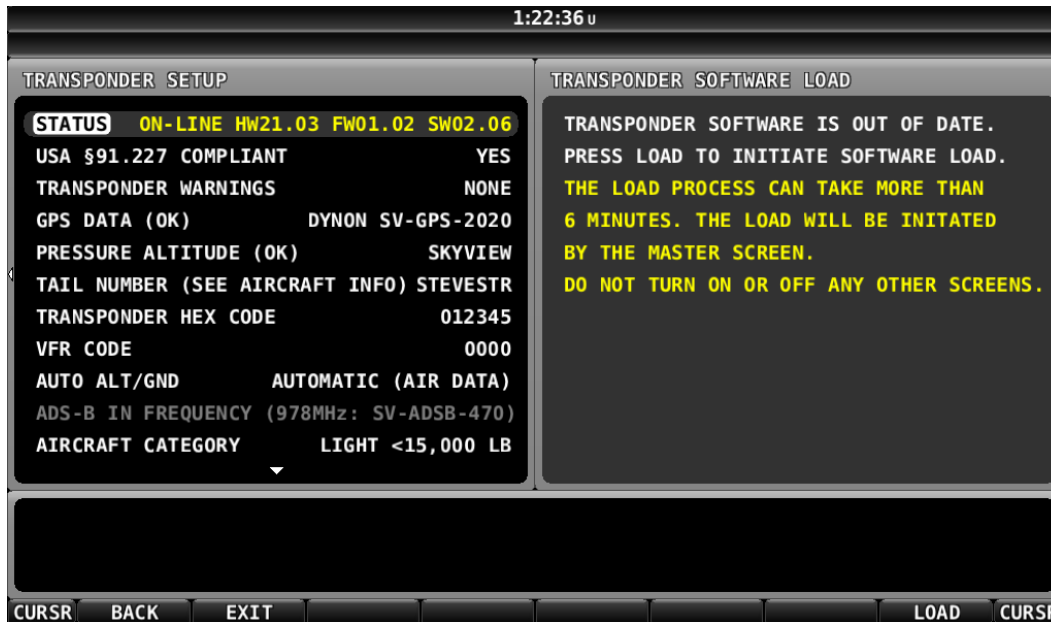 1:22:36 U
TRANSPONDER SETUP
STATUS ON-LINE HW21.03 FW01.02 SW02.06
USA §91.227 COMPLIANT YES
TRANSPONDER WARNINGS NONE
GPS DATA (OK) DYNON SV-GPS-2020
PRESSURE ALTITUDE (OK) SKYVIEW
TAIL NUMBER (SEE AIRCRAFT INFO) STEVESTR
TRANSPONDER HEX CODE 012345
VFR CODE 0000
AUTO ALT/GND AUTOMATIC (AIR DATA)
ADS-B IN FREQUENCY (978MHz: SV-ADSB-470)
AIRCRAFT CATEGORY LIGHT <15,000 LB
TRANSPONDER SOFTWARE LOAD
TRANSPONDER SOFTWARE IS OUT OF DATE.
PRESS LOAD TO INITIATE SOFTWARE LOAD.
THE LOAD PROCESS CAN TAKE MORE THAN
6 MINUTES. THE LOAD WILL BE INITATED
BY THE MASTER SCREEN.
DO NOT TURN ON OR OFF ANY OTHER SCREENS.
CURSR BACK EXIT LOAD CURSR